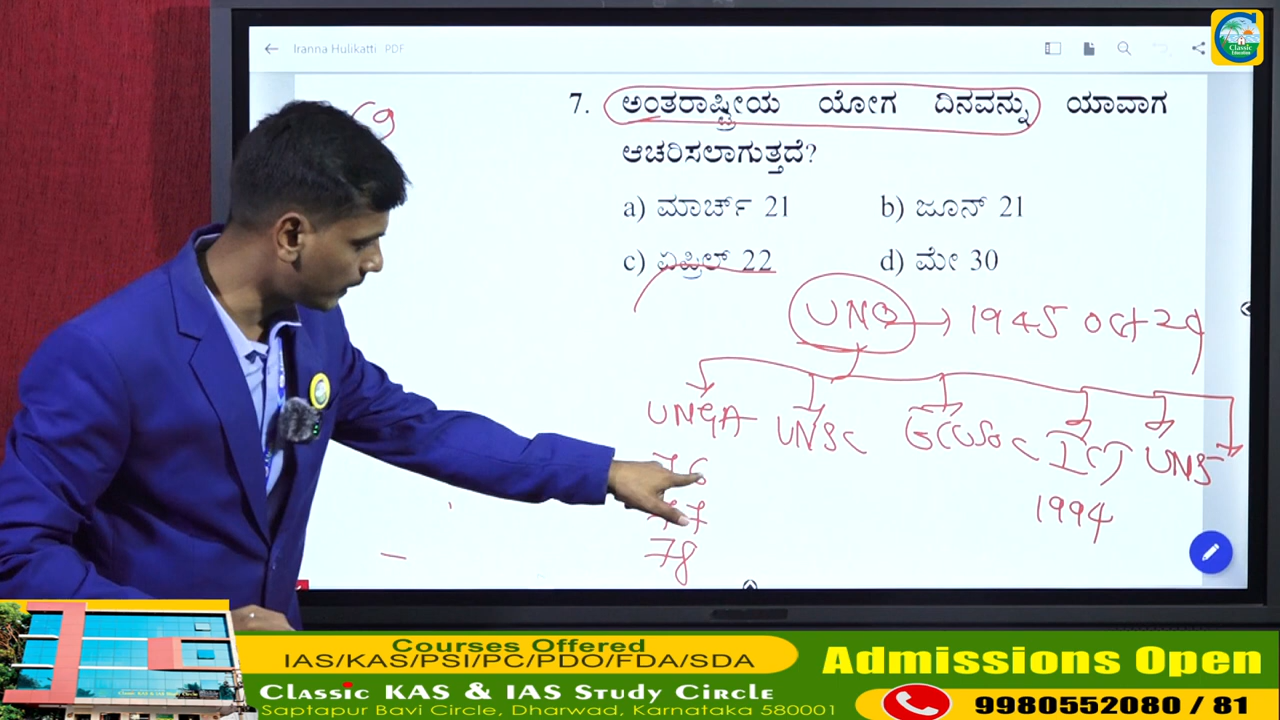 Iranna Hulikatti PDF
Classic
Education
7. ಅಂತರಾಷ್ಟ್ರೀಯ ಯೋಗ ದಿನವನ್ನು ಯಾವಾಗ
ಆಚರಿಸಲಾಗುತ್ತದೆ?
a) ಮಾರ್ಚ್ 21 b) ಜೂನ್ 21
c) ಏಪ್ರಿಲ್ 22 d) ಮೇ 30
UNO → 1945 Oct 24
UNGA UNSC ICJ UNS
76 1994
77
78
Courses Offered
IAS/KAS/PSI/PC/PDO/FDA/SDA
Classic KAS & IAS Study Circle
Saptapur Bavi Circle, Dharwad, Karnataka 580001
Admissions Open
9980552080 / 81